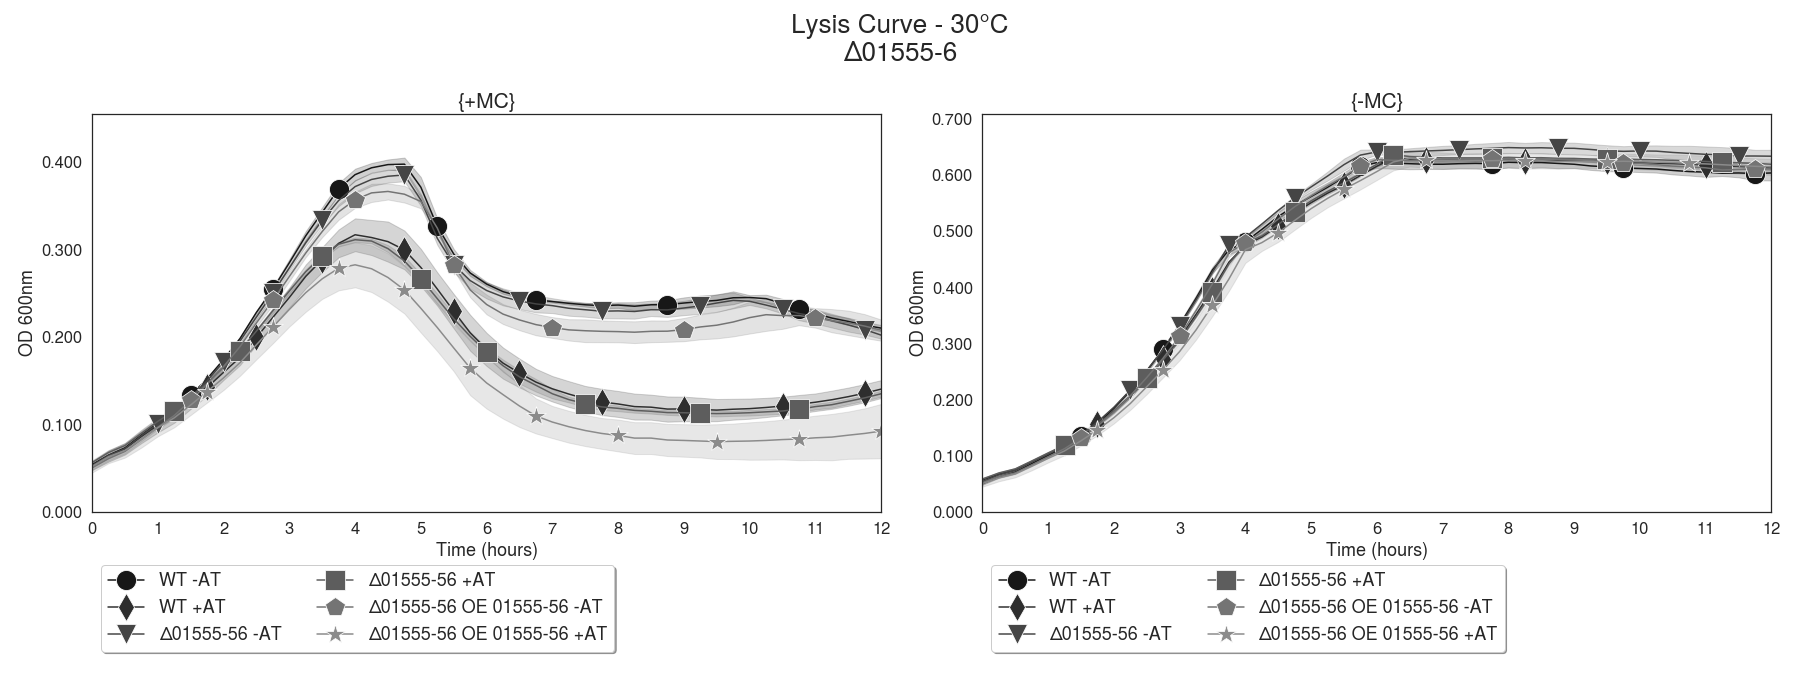 Lysis Curve - 30°C
Δ01555-6
{+MC}
OD 600nm
0.400
0.300
0.200
0.100
0.000
0 1 2 3 4 5 6 7 8 9 10 11 12
Time (hours)
WT -AT
WT +AT
Δ01555-56 -AT
Δ01555-56 +AT
Δ01555-56 OE 01555-56 -AT
Δ01555-56 OE 01555-56 +AT
{-MC}
OD 600nm
0.700
0.600
0.500
0.400
0.300
0.200
0.100
0.000
0 1 2 3 4 5 6 7 8 9 10 11 12
Time (hours)
WT -AT
WT +AT
Δ01555-56 -AT
Δ01555-56 +AT
Δ01555-56 OE 01555-56 -AT
Δ01555-56 OE 01555-56 +AT